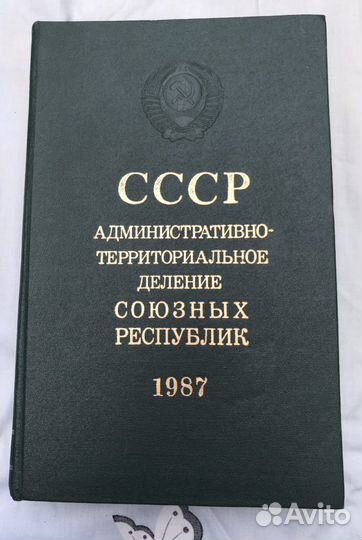 СССР
АДМИНИСТРАТИВНО-
ТЕРРИТОРИАЛЬНОЕ
ДЕЛЕНИЕ
СОЮЗНЫХ
РЕСПУБЛИК
1987
Avito